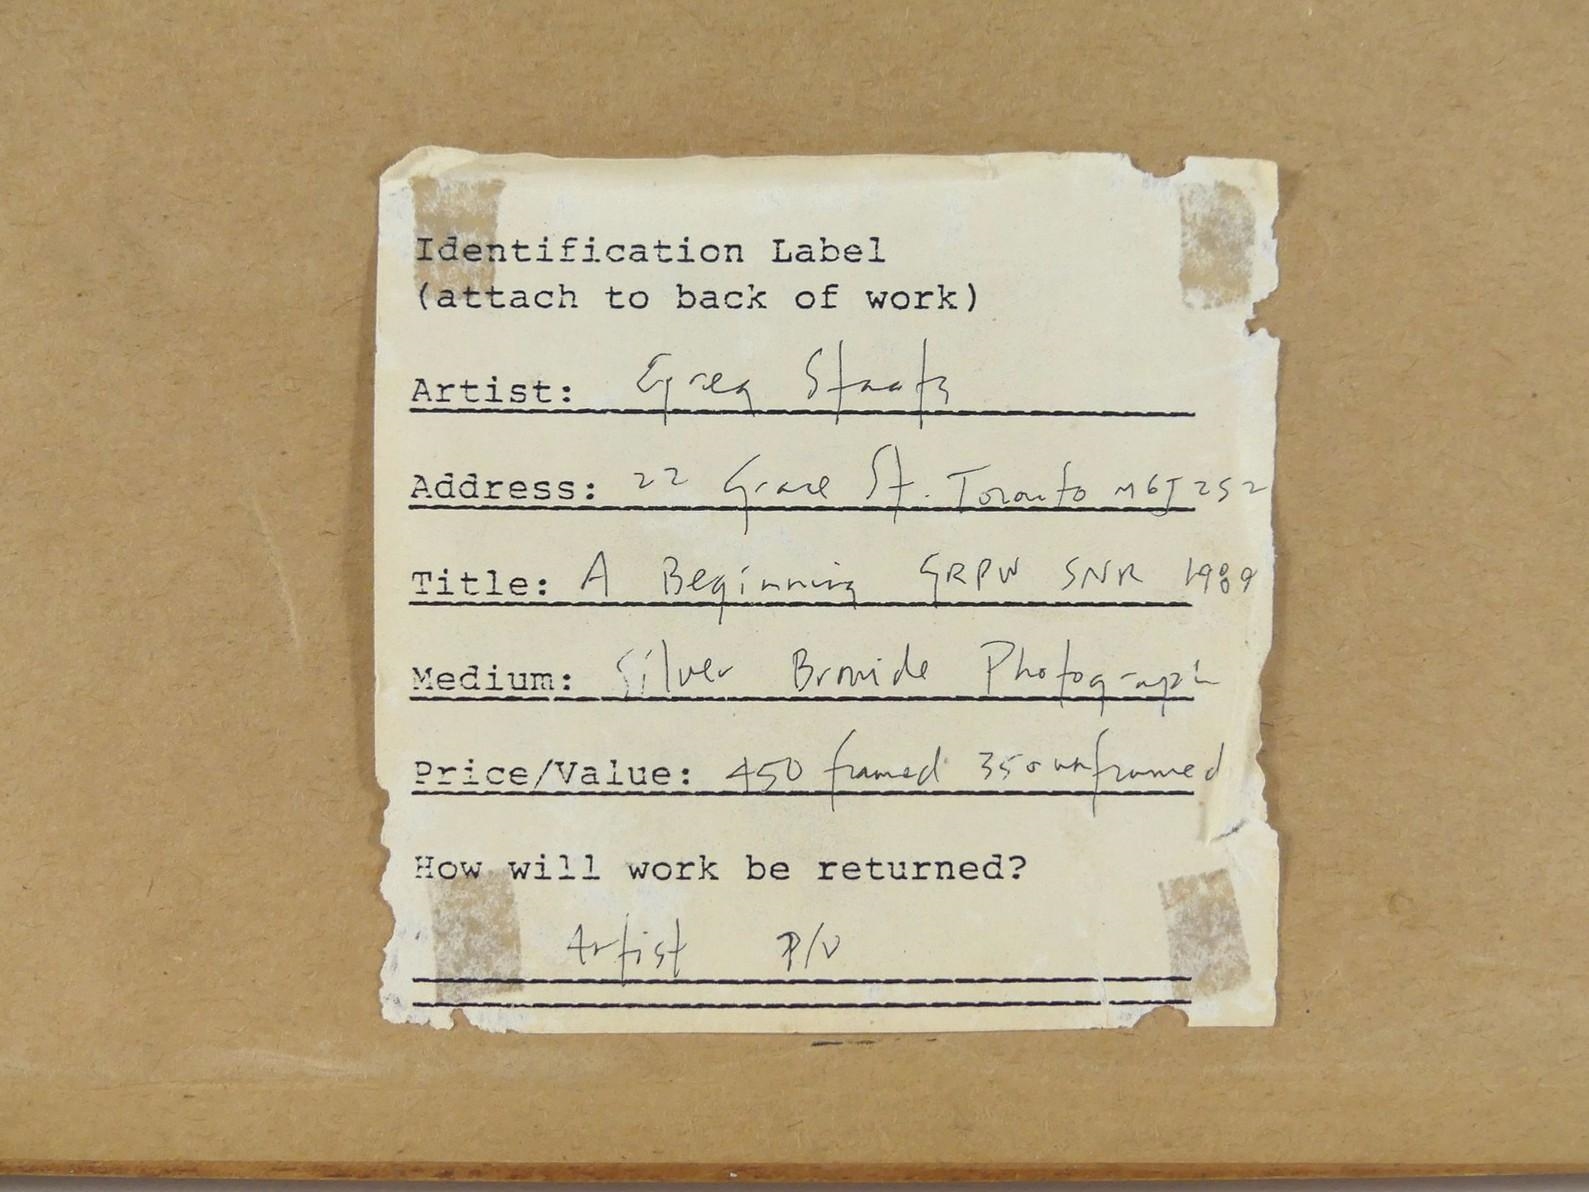 Identification Label
(attach to back of work)
Artist: Greg Staats
Address: 22 Grace St. Toronto M6J 2S2
Title: A Beginning GRPW SNR 1989
Medium: Silver Bromide Photograph
Price/Value: 450 framed 350 unframed
How will work be returned?
Artist P/U